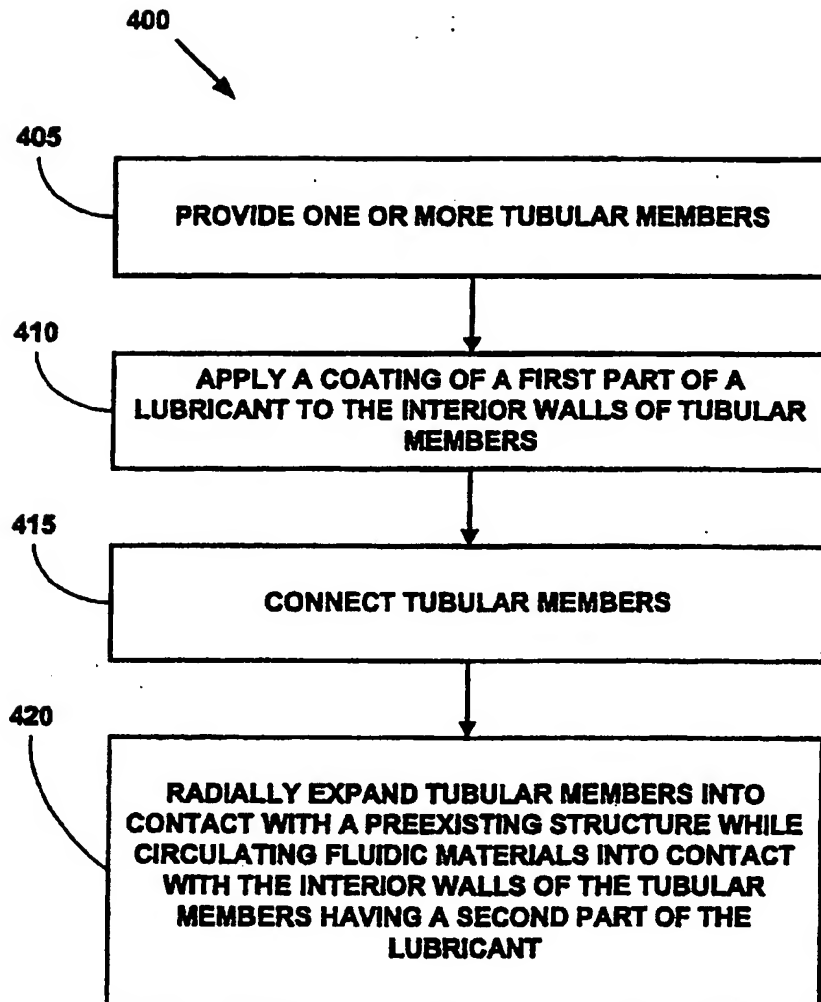 400
405
PROVIDE ONE OR MORE TUBULAR MEMBERS
410
APPLY A COATING OF A FIRST PART OF A
LUBRICANT TO THE INTERIOR WALLS OF TUBULAR
MEMBERS
415
CONNECT TUBULAR MEMBERS
420
RADIALLY EXPAND TUBULAR MEMBERS INTO
CONTACT WITH A PREEXISTING STRUCTURE WHILE
CIRCULATING FLUIDIC MATERIALS INTO CONTACT
WITH THE INTERIOR WALLS OF THE TUBULAR
MEMBERS HAVING A SECOND PART OF THE
LUBRICANT